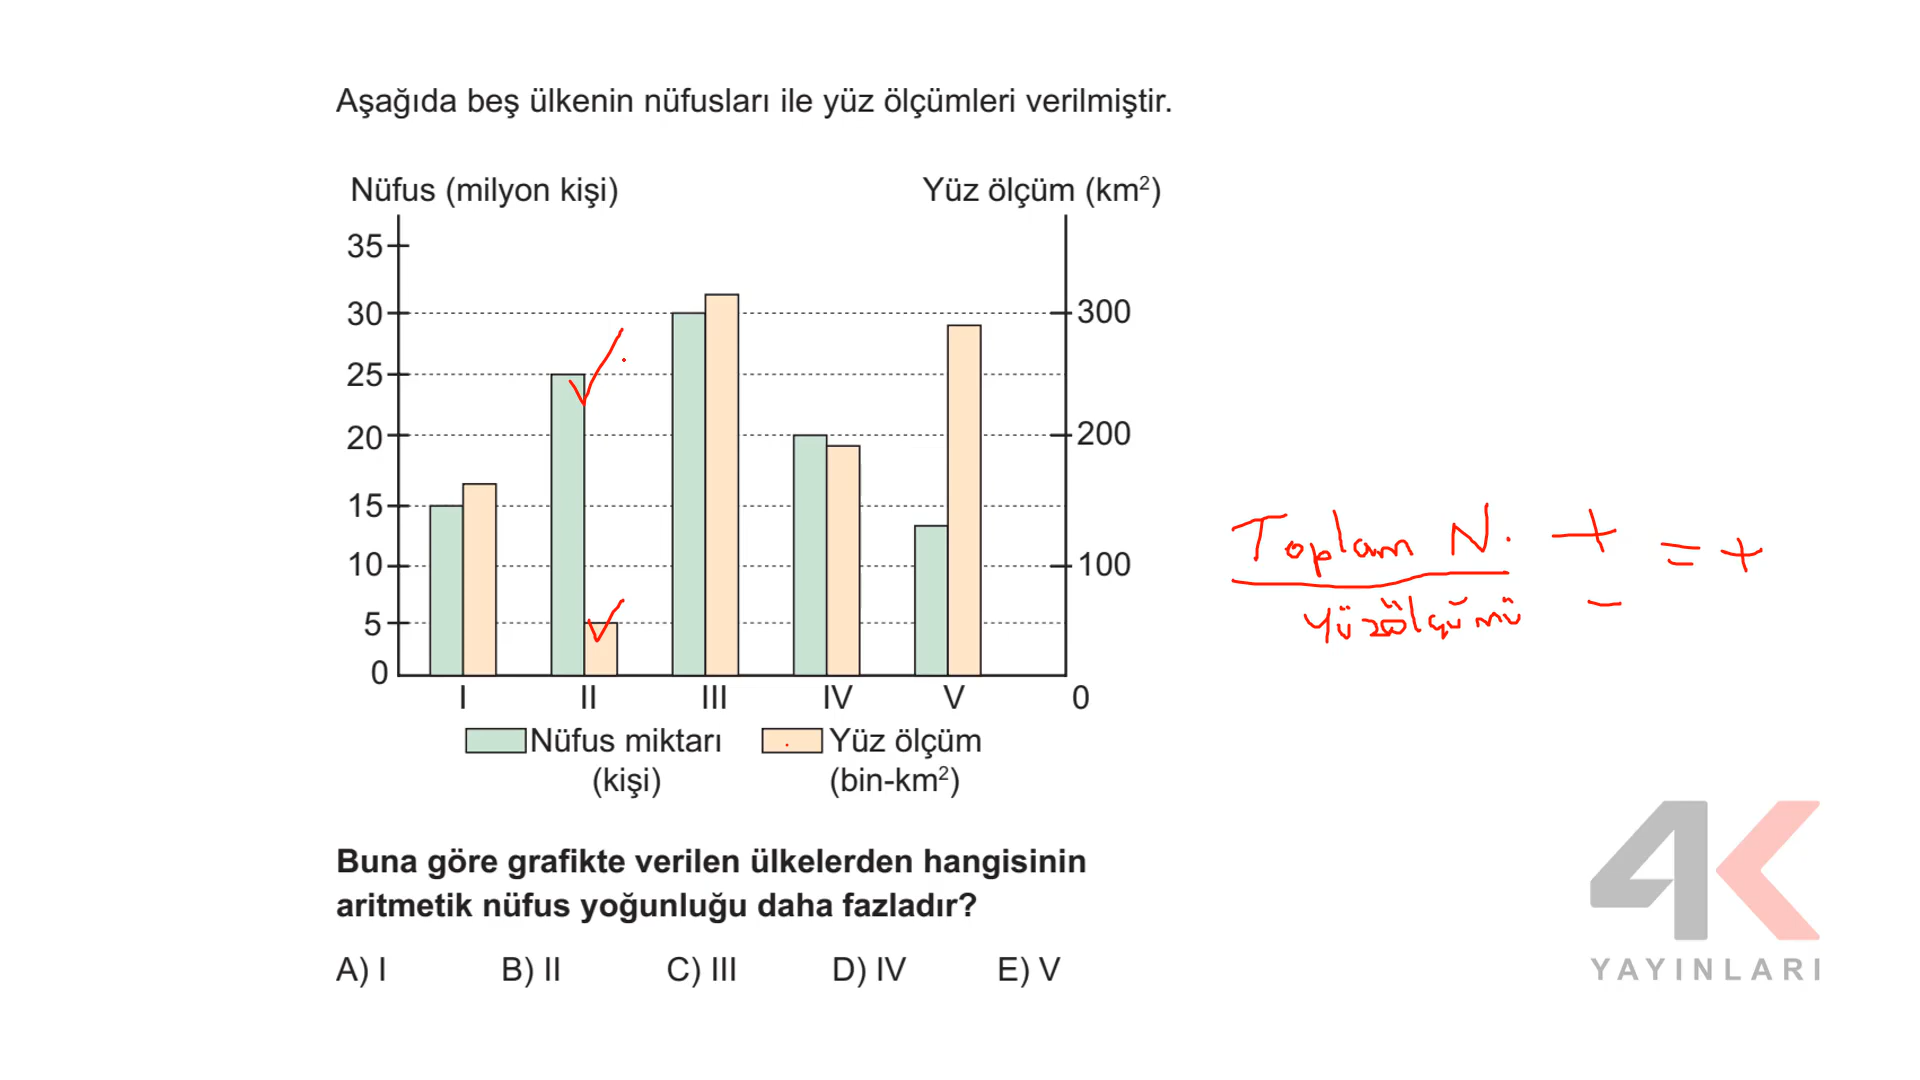 Aşağıda beş ülkenin nüfusları ile yüz ölçümleri verilmiştir.
Nüfus (milyon kişi) Yüz ölçüm (km²)
35
30 300
25
20 200
15
10 100
5
0
I II III IV V 0
Nüfus miktarı Yüz ölçüm
(kişi) (bin-km²)
Toplam N. + = +
Yüzölçümü -
Buna göre grafikte verilen ülkelerden hangisinin
aritmetik nüfus yoğunluğu daha fazladır?
A) I B) II C) III D) IV E) V
4K
YAYINLARI